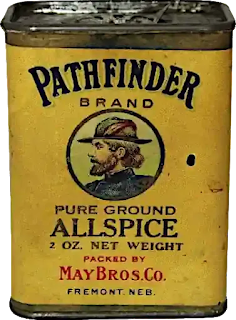 PATHFINDER
BRAND
PURE GROUND
ALLSPICE
2 OZ. NET WEIGHT
PACKED BY
MAY BROS. CO.
FREMONT. NEB.